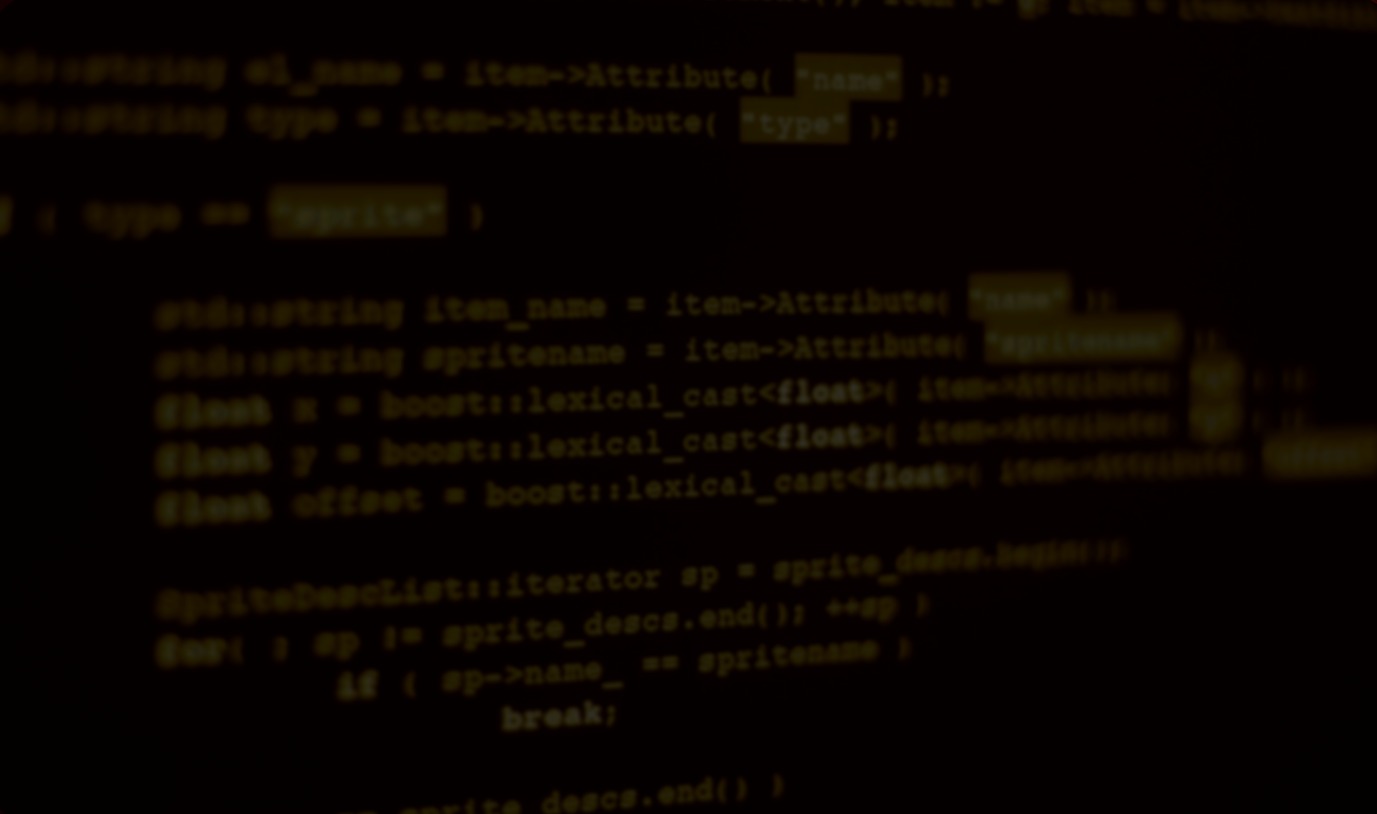 td::string el_name = item->Attribute( "name" );
td::string type = item->Attribute( "type" );
( type == "sprite" )
std::string item_name = item->Attribute( "name" );
std::string spritename = item->Attribute( "spritename" );
float x = boost::lexical_cast<float>( item->Attribute(
float y = boost::lexical_cast<float>( item->Attribute(
float offset = boost::lexical_cast<float>( item->Attribute(
SpriteDescList::iterator sp = sprite_descs.begin();
for( ; sp != sprite_descs.end(); ++sp )
if ( sp->name_ == spritename )
break;
sprite_descs.end() )